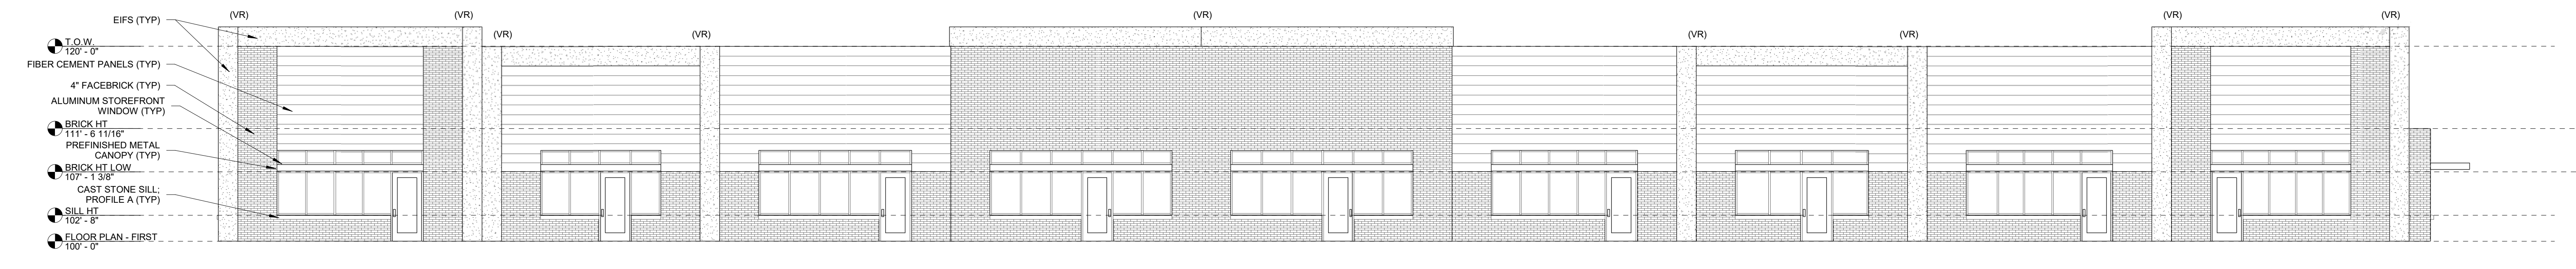 (VR)
(VR)
(VR)
(VR)
(VR)
EIFS (TYP)
(VR)
(VR)
(VR)
(VR)
T.O.W.
120' - 0"
FIBER CEMENT PANELS (TYP)
4" FACEBRICK (TYP)
ALUMINUM STOREFRONT
WINDOW (TYP)
BRICK HT
111' - 6 11/16"
PREFINISHED METAL
CANOPY (TYP)
BRICK HT LOW
107' - 1 3/8"
CAST STONE SILL;
PROFILE A (TYP)
SILL HT
102' - 8"
FLOOR PLAN - FIRST
100' - 0"